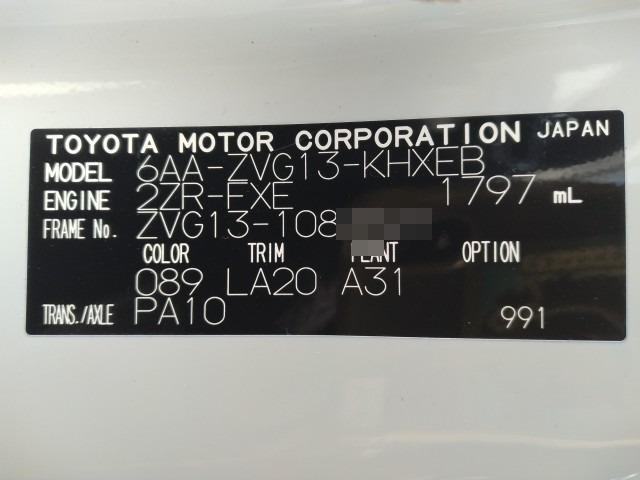 TOYOTA MOTOR CORPORATION JAPAN
MODEL 6AA-ZVG13-KHXEB
ENGINE 2ZR-FXE 1797 mL
FRAME No. ZVG13-108
COLOR TRIM PLANT OPTION
089 LA20 A31
TRANS./AXLE PA10 991